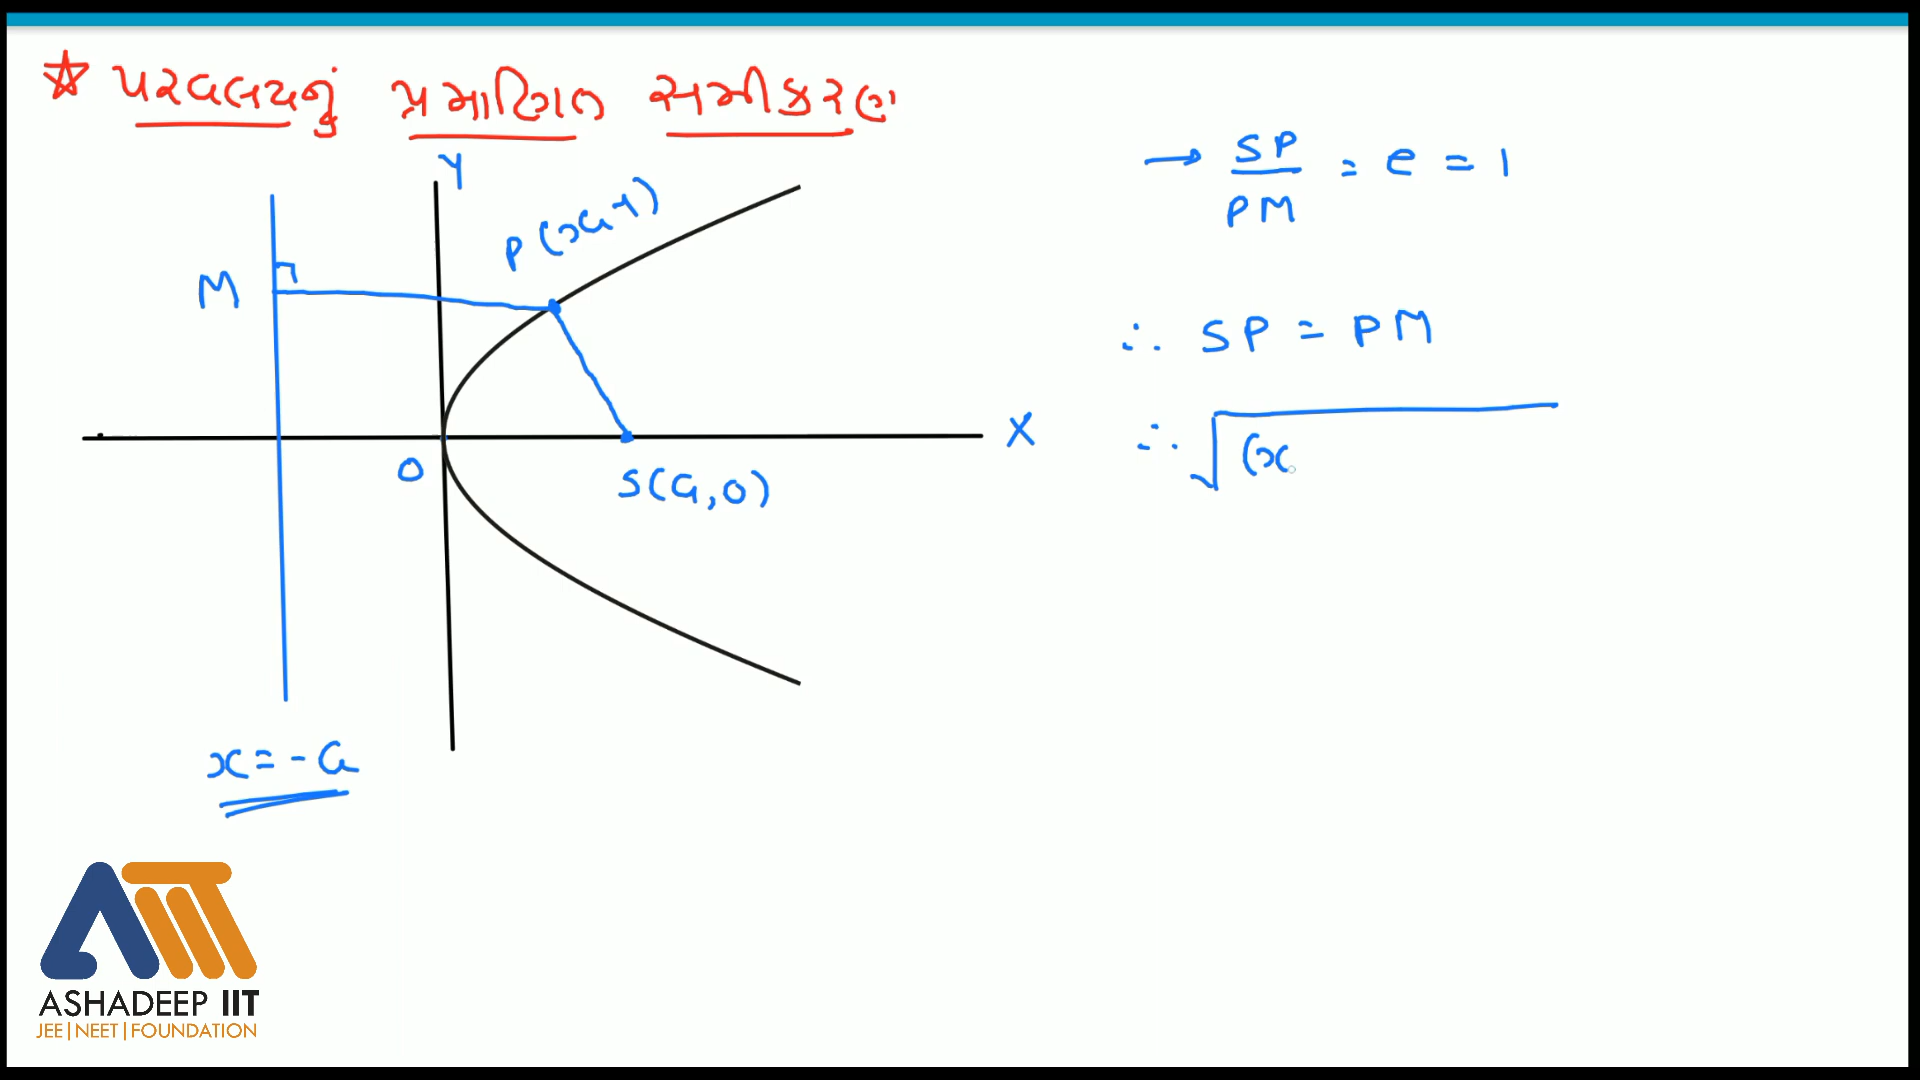 ☆ પરવલયનું પ્રમાણિત સમીકરણ
Y
P(x,y)
M
X
O
S(a,0)
x=-a
→ SP/PM = e = 1
∴ SP = PM
∴ √(x
ASHADEEP IIT
JEE|NEET|FOUNDATION